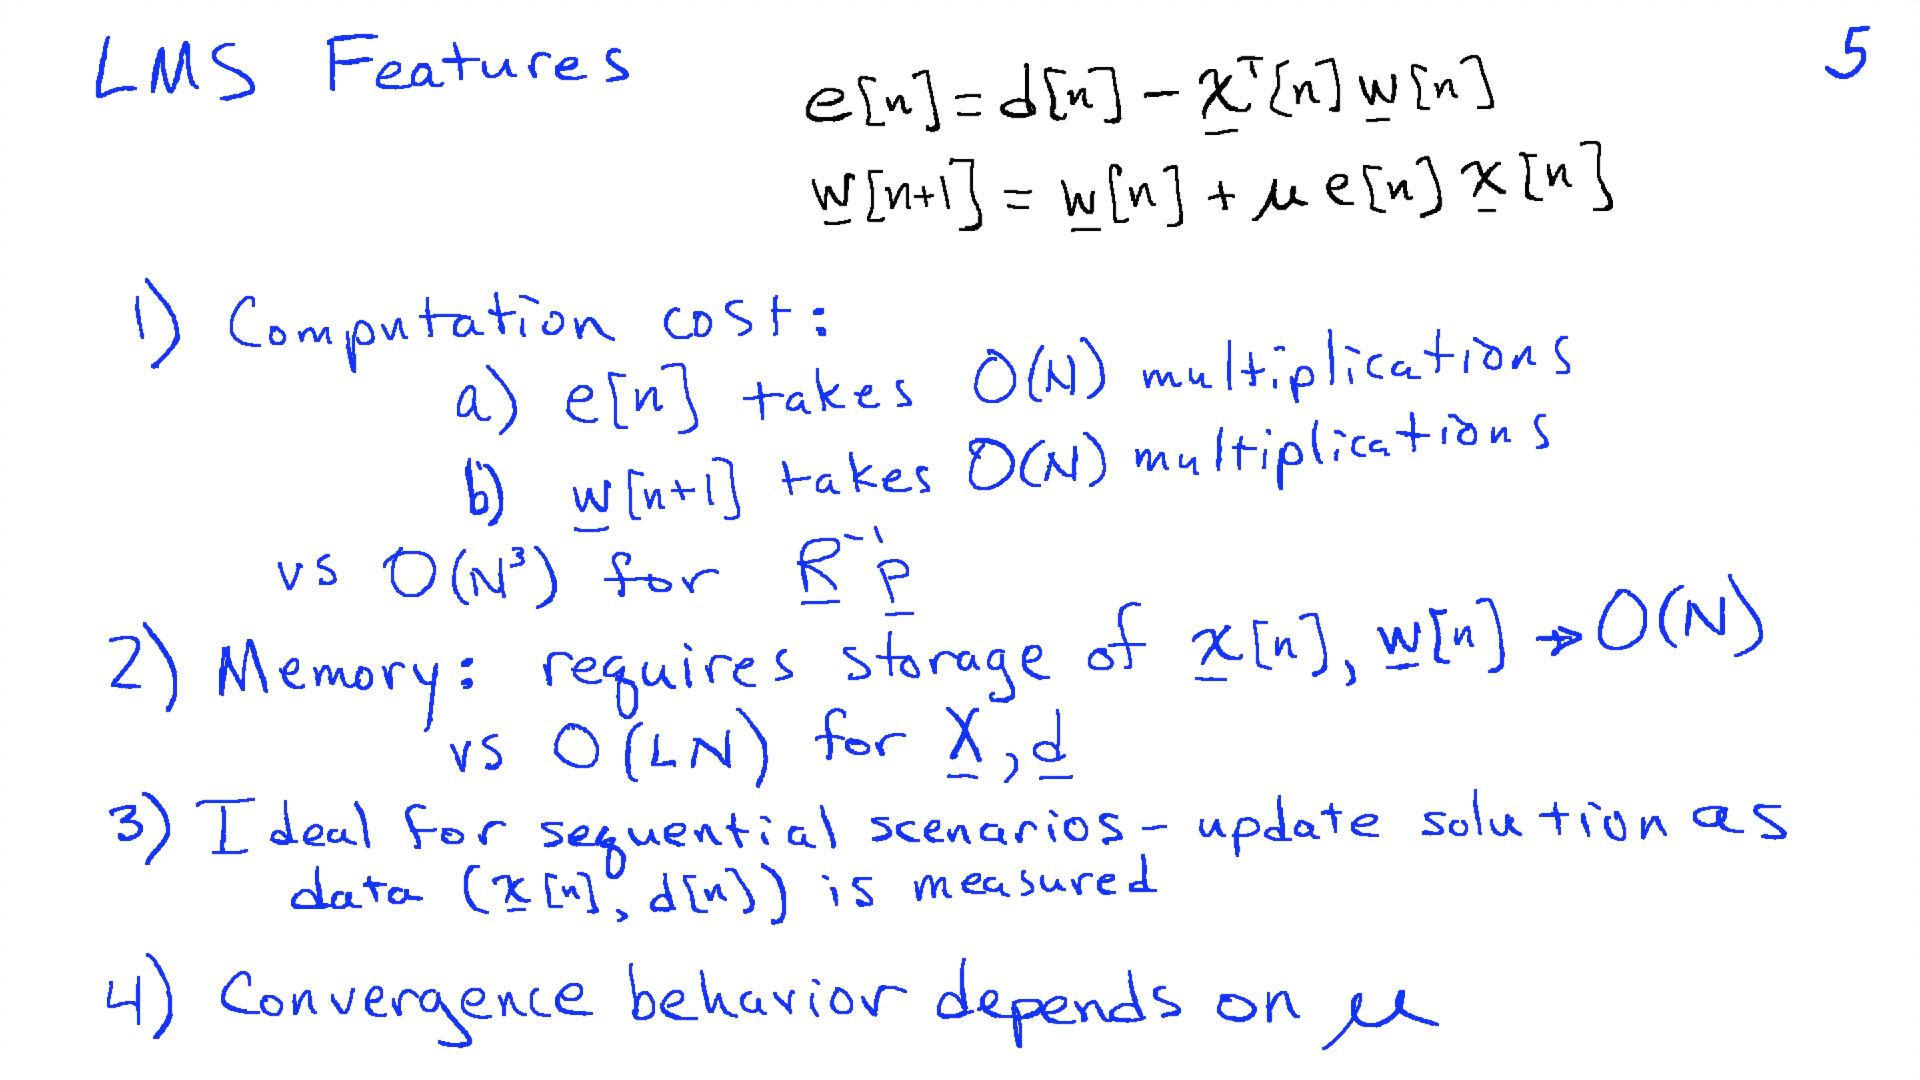 LMS Features
5
e[n] = d[n] - x̲ᵀ[n] w̲[n]
w̲[n+1] = w̲[n] + μ e[n] x̲[n]
1) Computation cost:
a) e[n] takes O(N) multiplications
b) w̲[n+1] takes O(N) multiplications
vs O(N³) for R̲⁻¹p̲
2) Memory: requires storage of x̲[n], w̲[n] → O(N)
vs O(LN) for X̲, d̲
3) Ideal for sequential scenarios - update solution as
data (x̲[n], d[n]) is measured
4) Convergence behavior depends on μ